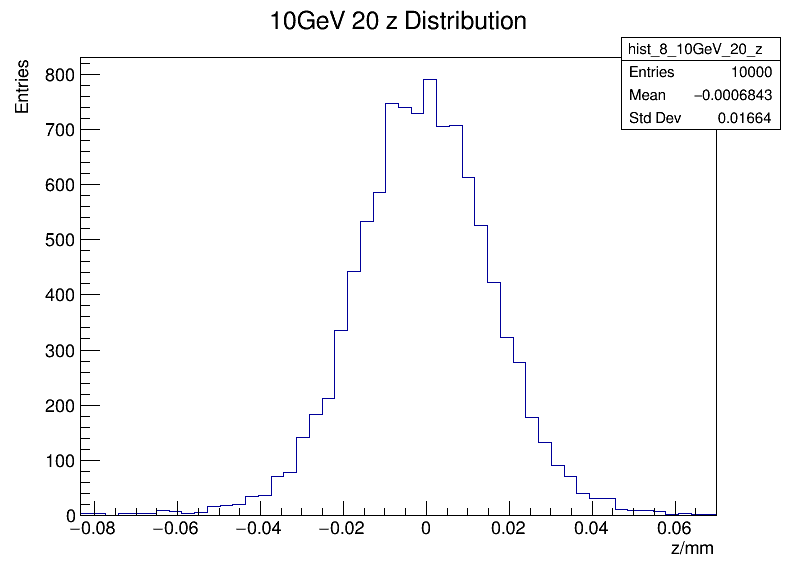 10GeV 20 z Distribution
hist_8_10GeV_20_z
Entries 10000
Mean −0.0006843
Std Dev 0.01664
Entries
800
700
600
500
400
300
200
100
0
−0.08 −0.06 −0.04 −0.02 0 0.02 0.04 0.06
z/mm